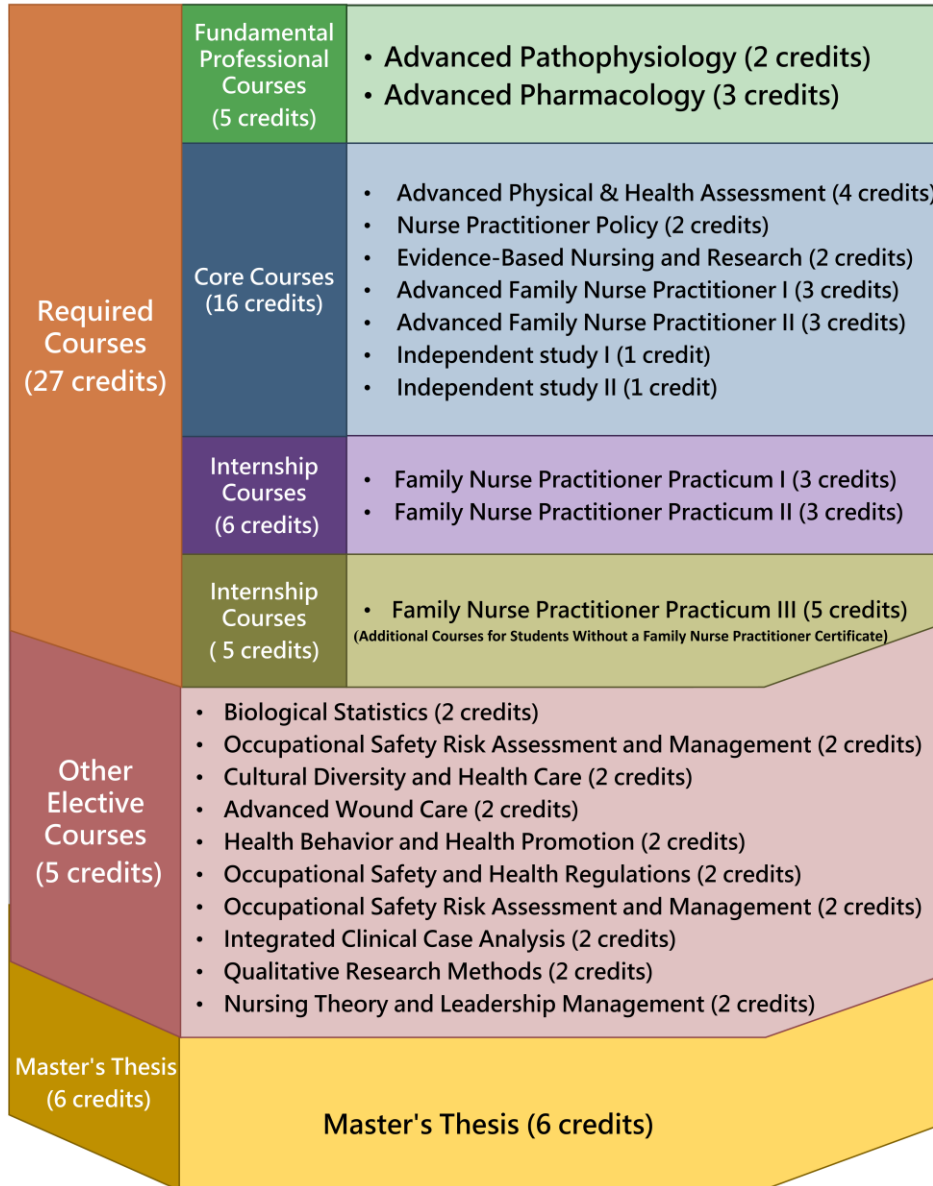 Required
Courses
(27 credits)
Fundamental
Professional
Courses
(5 credits)
• Advanced Pathophysiology (2 credits)
• Advanced Pharmacology (3 credits)
Core Courses
(16 credits)
• Advanced Physical & Health Assessment (4 credits)
• Nurse Practitioner Policy (2 credits)
• Evidence-Based Nursing and Research (2 credits)
• Advanced Family Nurse Practitioner I (3 credits)
• Advanced Family Nurse Practitioner II (3 credits)
• Independent study I (1 credit)
• Independent study II (1 credit)
Internship
Courses
(6 credits)
• Family Nurse Practitioner Practicum I (3 credits)
• Family Nurse Practitioner Practicum II (3 credits)
Internship
Courses
( 5 credits)
• Family Nurse Practitioner Practicum III (5 credits)
(Additional Courses for Students Without a Family Nurse Practitioner Certificate)
Other
Elective
Courses
(5 credits)
• Biological Statistics (2 credits)
• Occupational Safety Risk Assessment and Management (2 credits)
• Cultural Diversity and Health Care (2 credits)
• Advanced Wound Care (2 credits)
• Health Behavior and Health Promotion (2 credits)
• Occupational Safety and Health Regulations (2 credits)
• Occupational Safety Risk Assessment and Management (2 credits)
• Integrated Clinical Case Analysis (2 credits)
• Qualitative Research Methods (2 credits)
• Nursing Theory and Leadership Management (2 credits)
Master's Thesis
(6 credits)
Master's Thesis (6 credits)